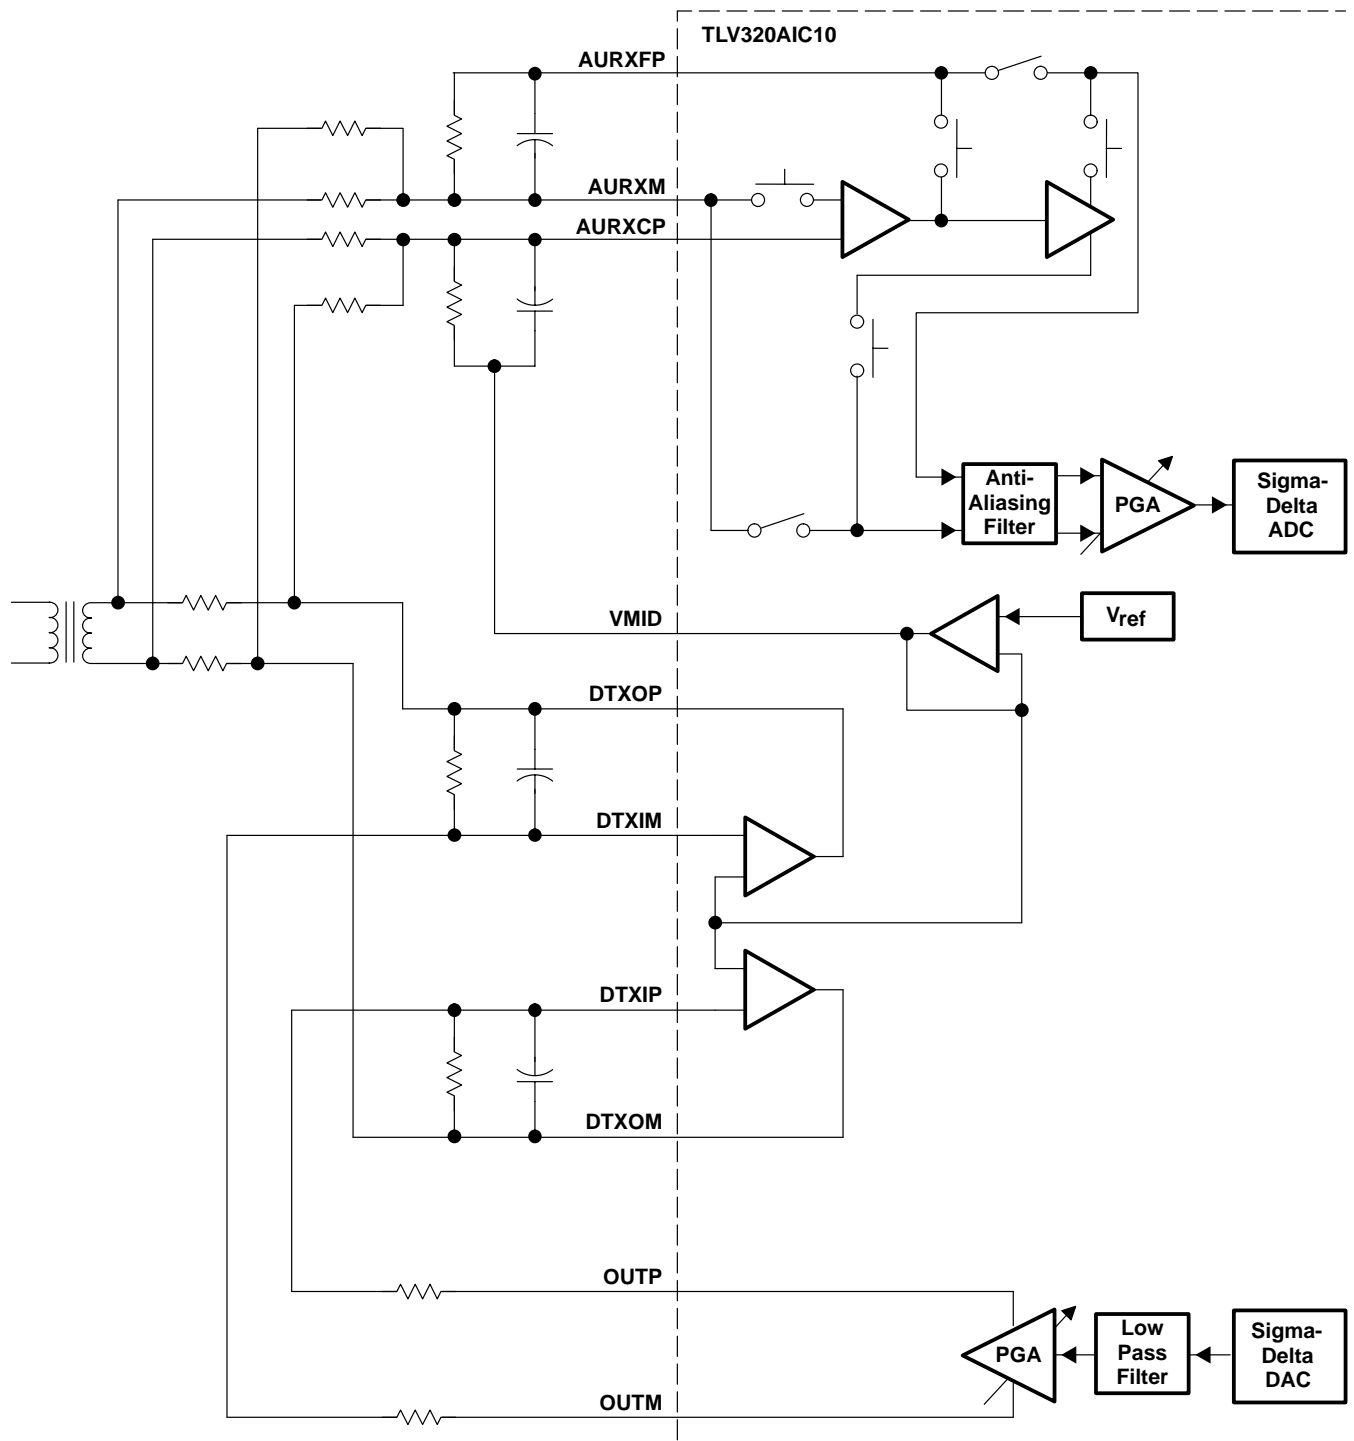 TLV320AIC10
AURXFP
AURXM
AURXCP
Anti-
Aliasing
Filter
PGA
Sigma-
Delta
ADC
VMID
Vref
DTXOP
DTXIM
DTXIP
DTXOM
OUTP
PGA
Low
Pass
Filter
Sigma-
Delta
DAC
OUTM